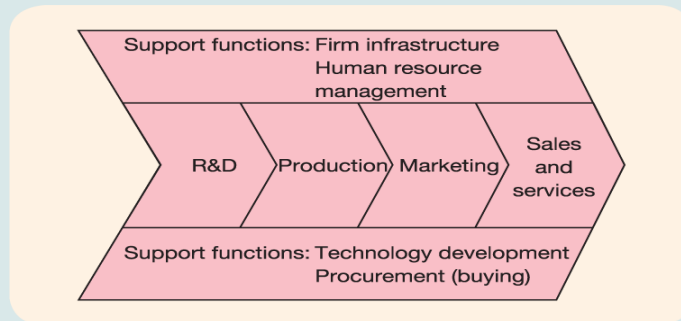 Support functions: Firm infrastructure
Human resource
management
R&D
Production
Marketing
Sales
and
services
Support functions: Technology development
Procurement (buying)